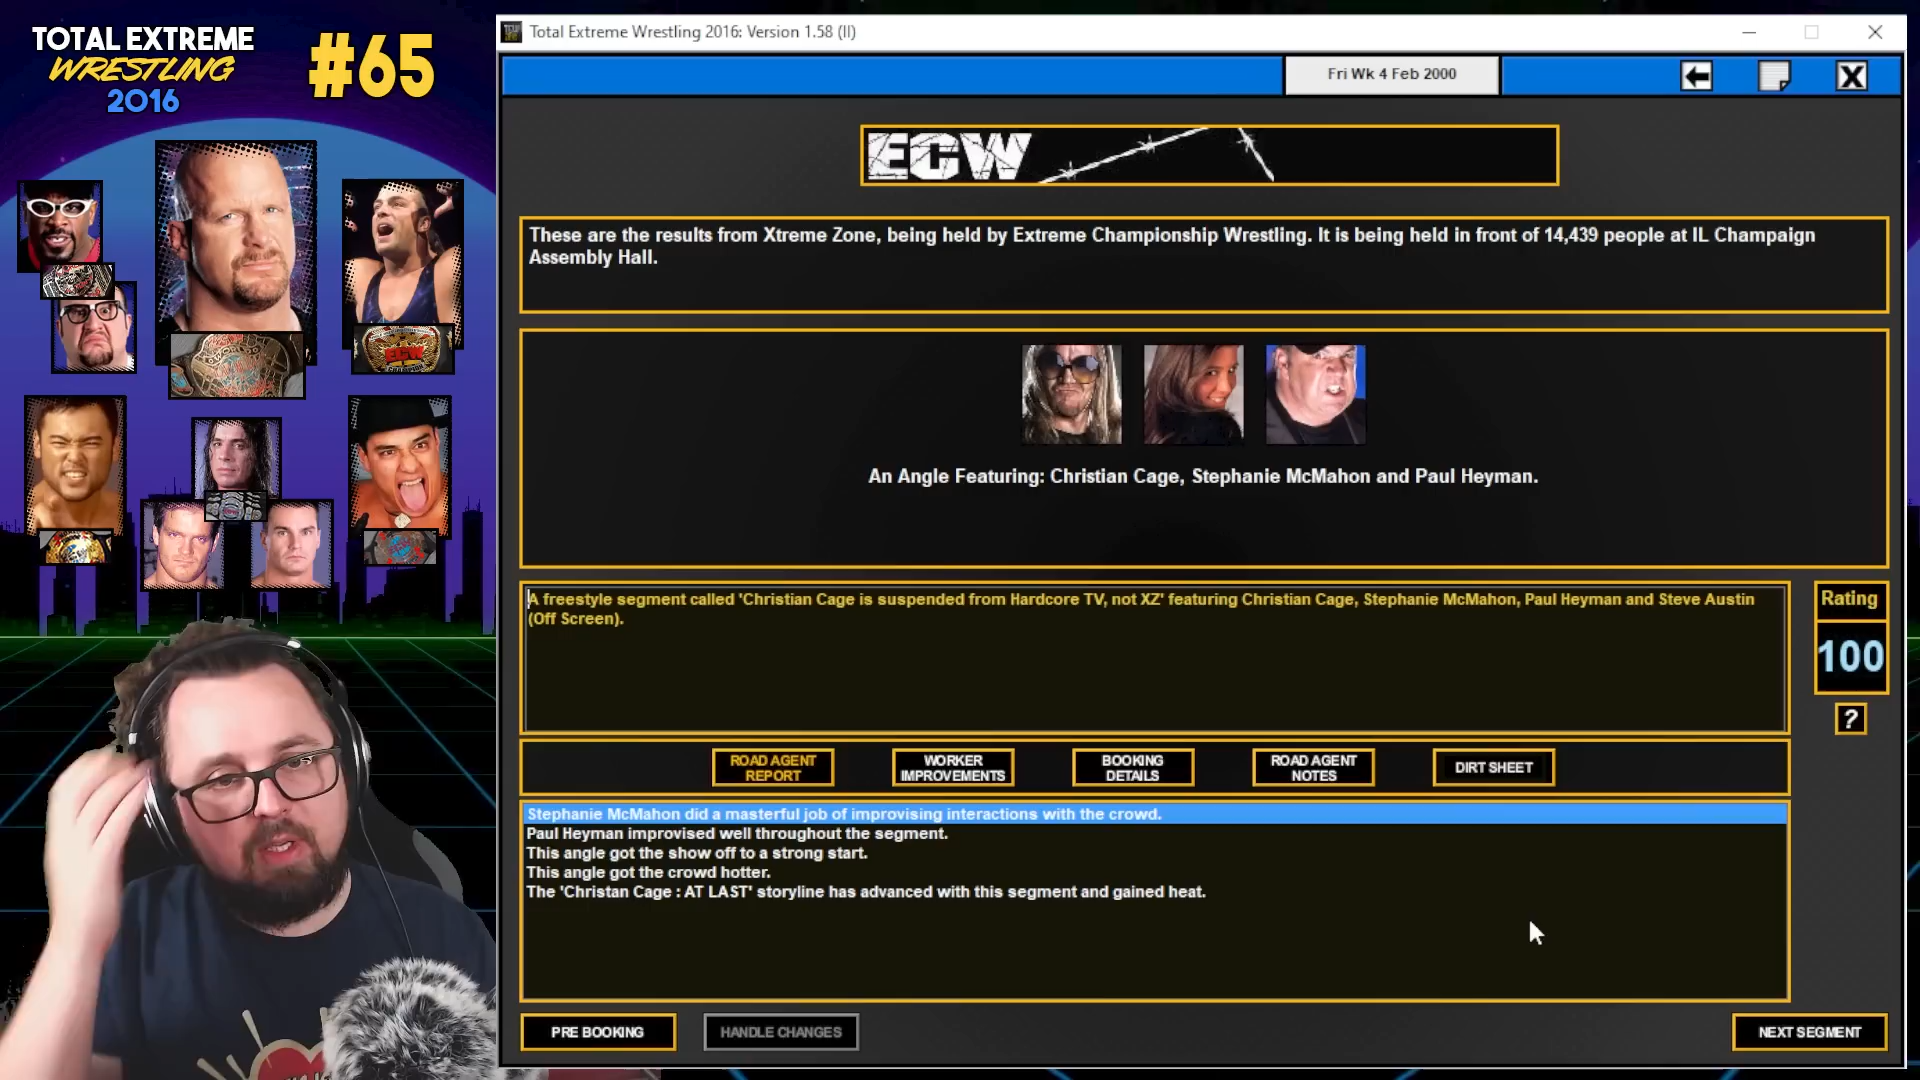 TOTAL EXTREME
WRESTLING
2016
#65
Total Extreme Wrestling 2016: Version 1.58 (II)
Fri Wk 4 Feb 2000
ECW
These are the results from Xtreme Zone, being held by Extreme Championship Wrestling. It is being held in front of 14,439 people at IL Champaign
Assembly Hall.
An Angle Featuring: Christian Cage, Stephanie McMahon and Paul Heyman.
A freestyle segment called 'Christian Cage is suspended from Hardcore TV, not XZ' featuring Christian Cage, Stephanie McMahon, Paul Heyman and Steve Austin
(Off Screen).
Rating
100
?
ROAD AGENT
REPORT
WORKER
IMPROVEMENTS
BOOKING
DETAILS
ROAD AGENT
NOTES
DIRT SHEET
Stephanie McMahon did a masterful job of improvising interactions with the crowd.
Paul Heyman improvised well throughout the segment.
This angle got the show off to a strong start.
This angle got the crowd hotter.
The 'Christan Cage : AT LAST' storyline has advanced with this segment and gained heat.
PRE BOOKING
HANDLE CHANGES
NEXT SEGMENT